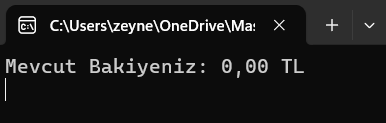 C:\Users\zeyne\OneDrive\Mas
Mevcut Bakiyeniz: 0,00 TL